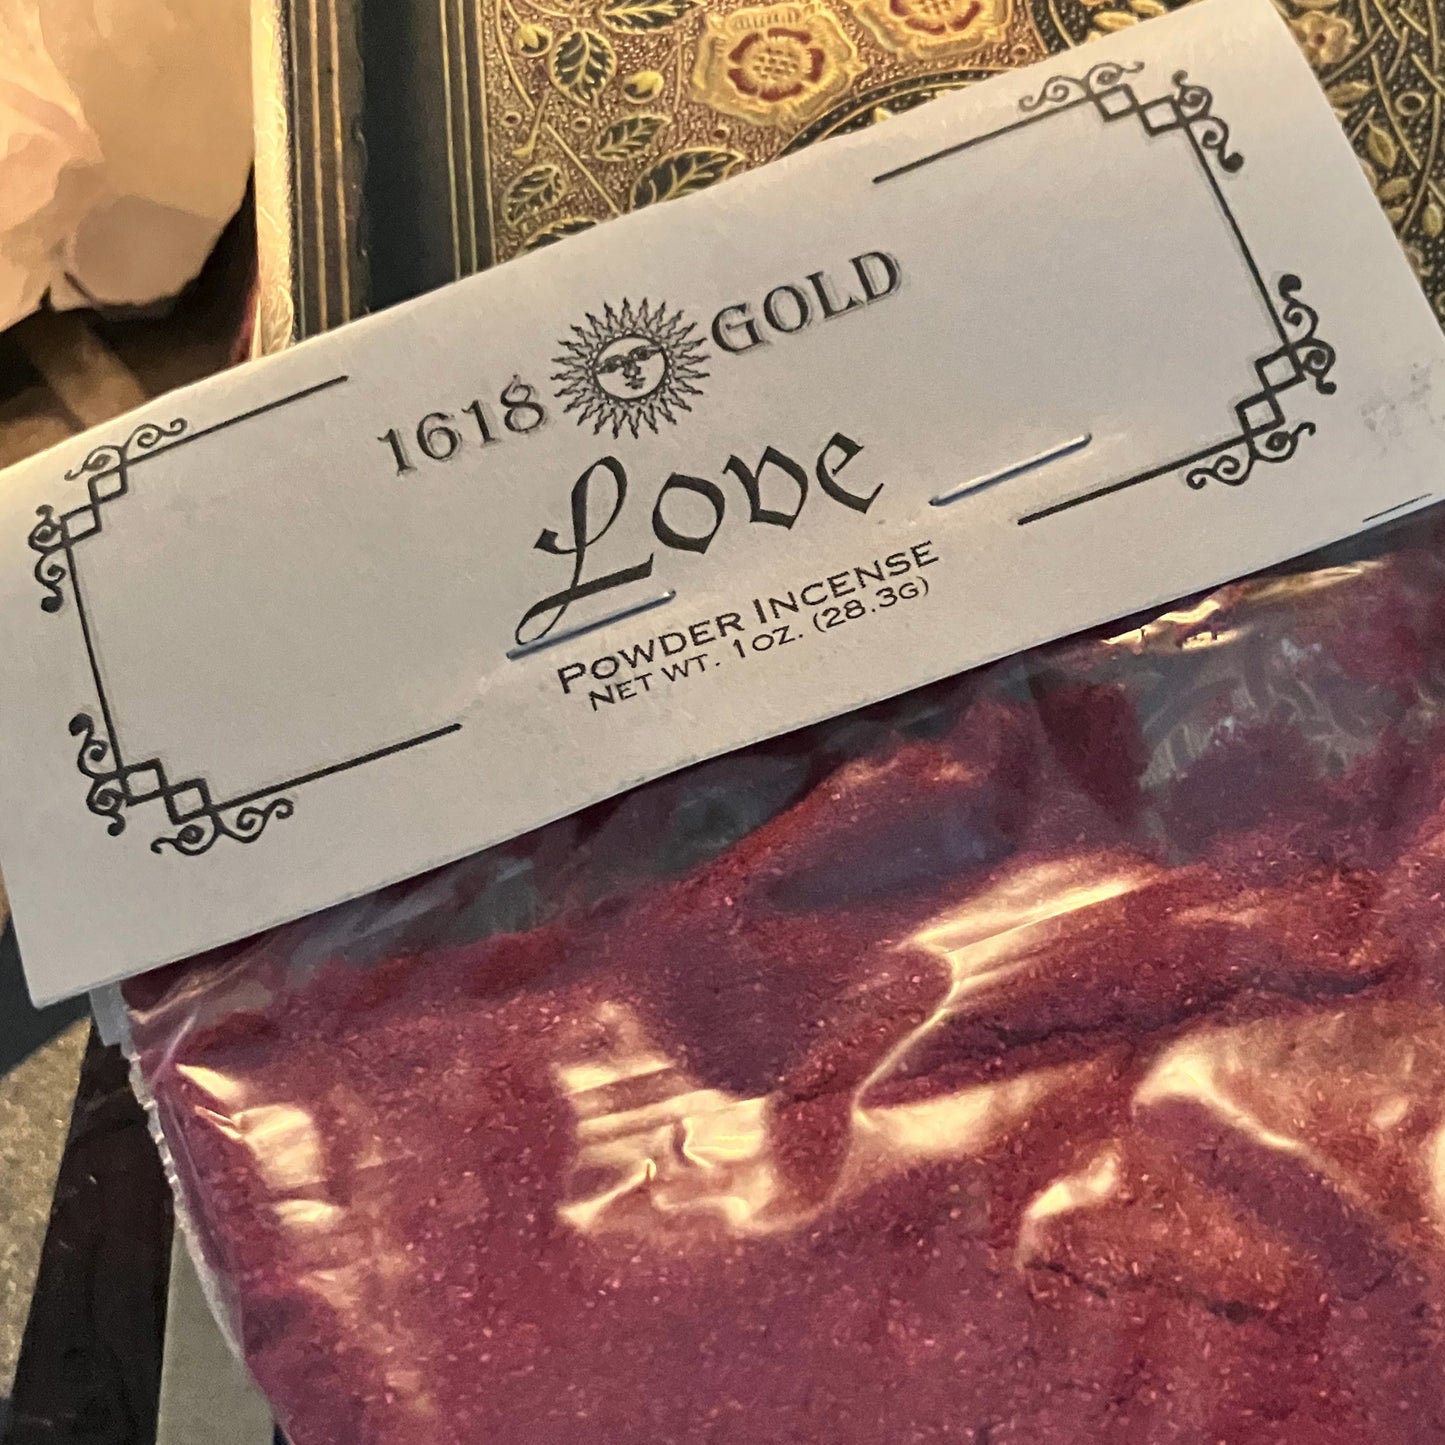 1618 GOLD
Love
POWDER INCENSE
NET WT. 1OZ. (28.3G)